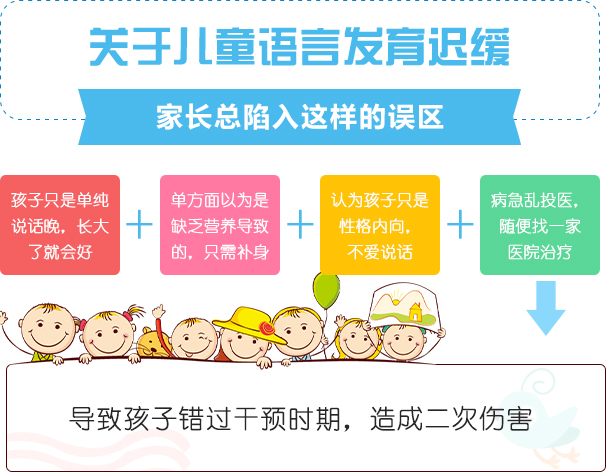 关于儿童语言发育迟缓
家长总陷入这样的误区
孩子只是单纯
说话晚，长大
了就会好
+
单方面以为是
缺乏营养导致
的，只需补身
+
认为孩子只是
性格内向，
不爱说话
+
病急乱投医，
随便找一家
医院治疗
导致孩子错过干预时期，造成二次伤害